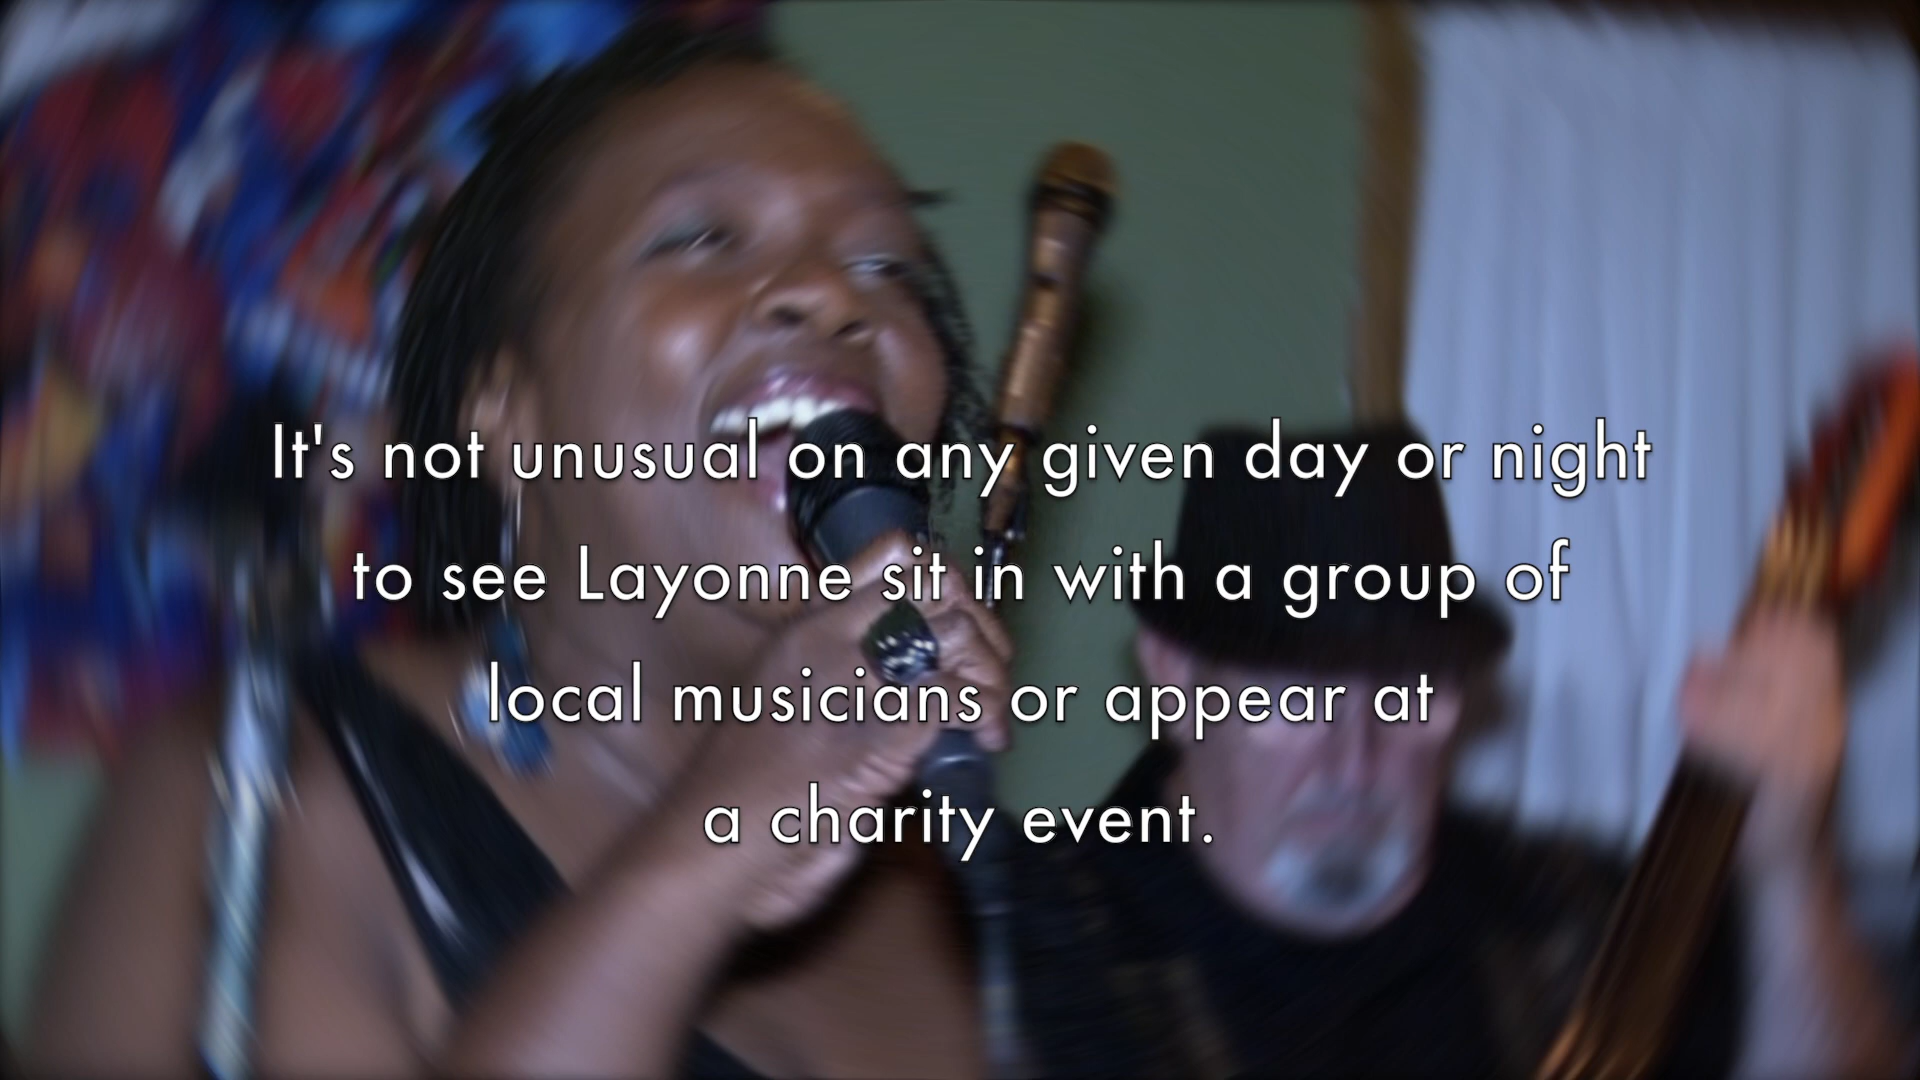 It's not unusual on any given day or night
to see Layonne sit in with a group of
local musicians or appear at
a charity event.